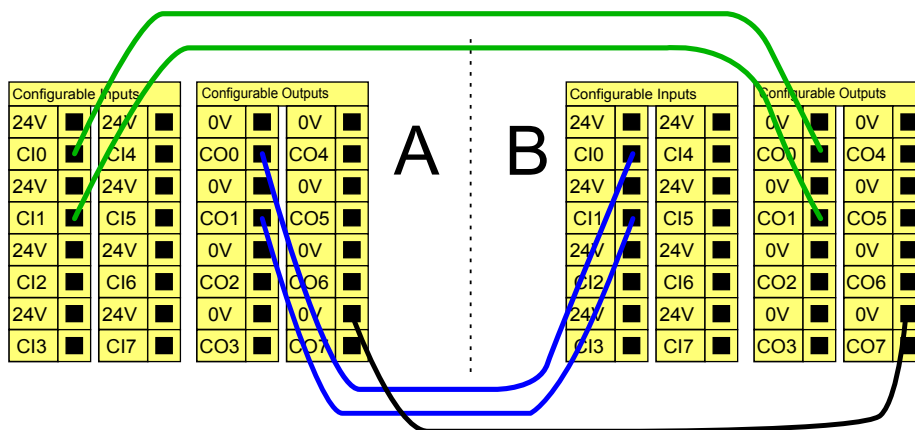 Configurable Inputs
24V 24V
CI0 CI4
24V 24V
CI1 CI5
24V 24V
CI2 CI6
24V 24V
CI3 CI7
Configurable Outputs
0V 0V
CO0 CO4
0V 0V
CO1 CO5
0V 0V
CO2 CO6
0V 0V
CO3 CO7
A
B
Configurable Inputs
24V 24V
CI0 CI4
24V 24V
CI1 CI5
24V 24V
CI2 CI6
24V 24V
CI3 CI7
Configurable Outputs
0V 0V
CO0 CO4
0V 0V
CO1 CO5
0V 0V
CO2 CO6
0V 0V
CO3 CO7